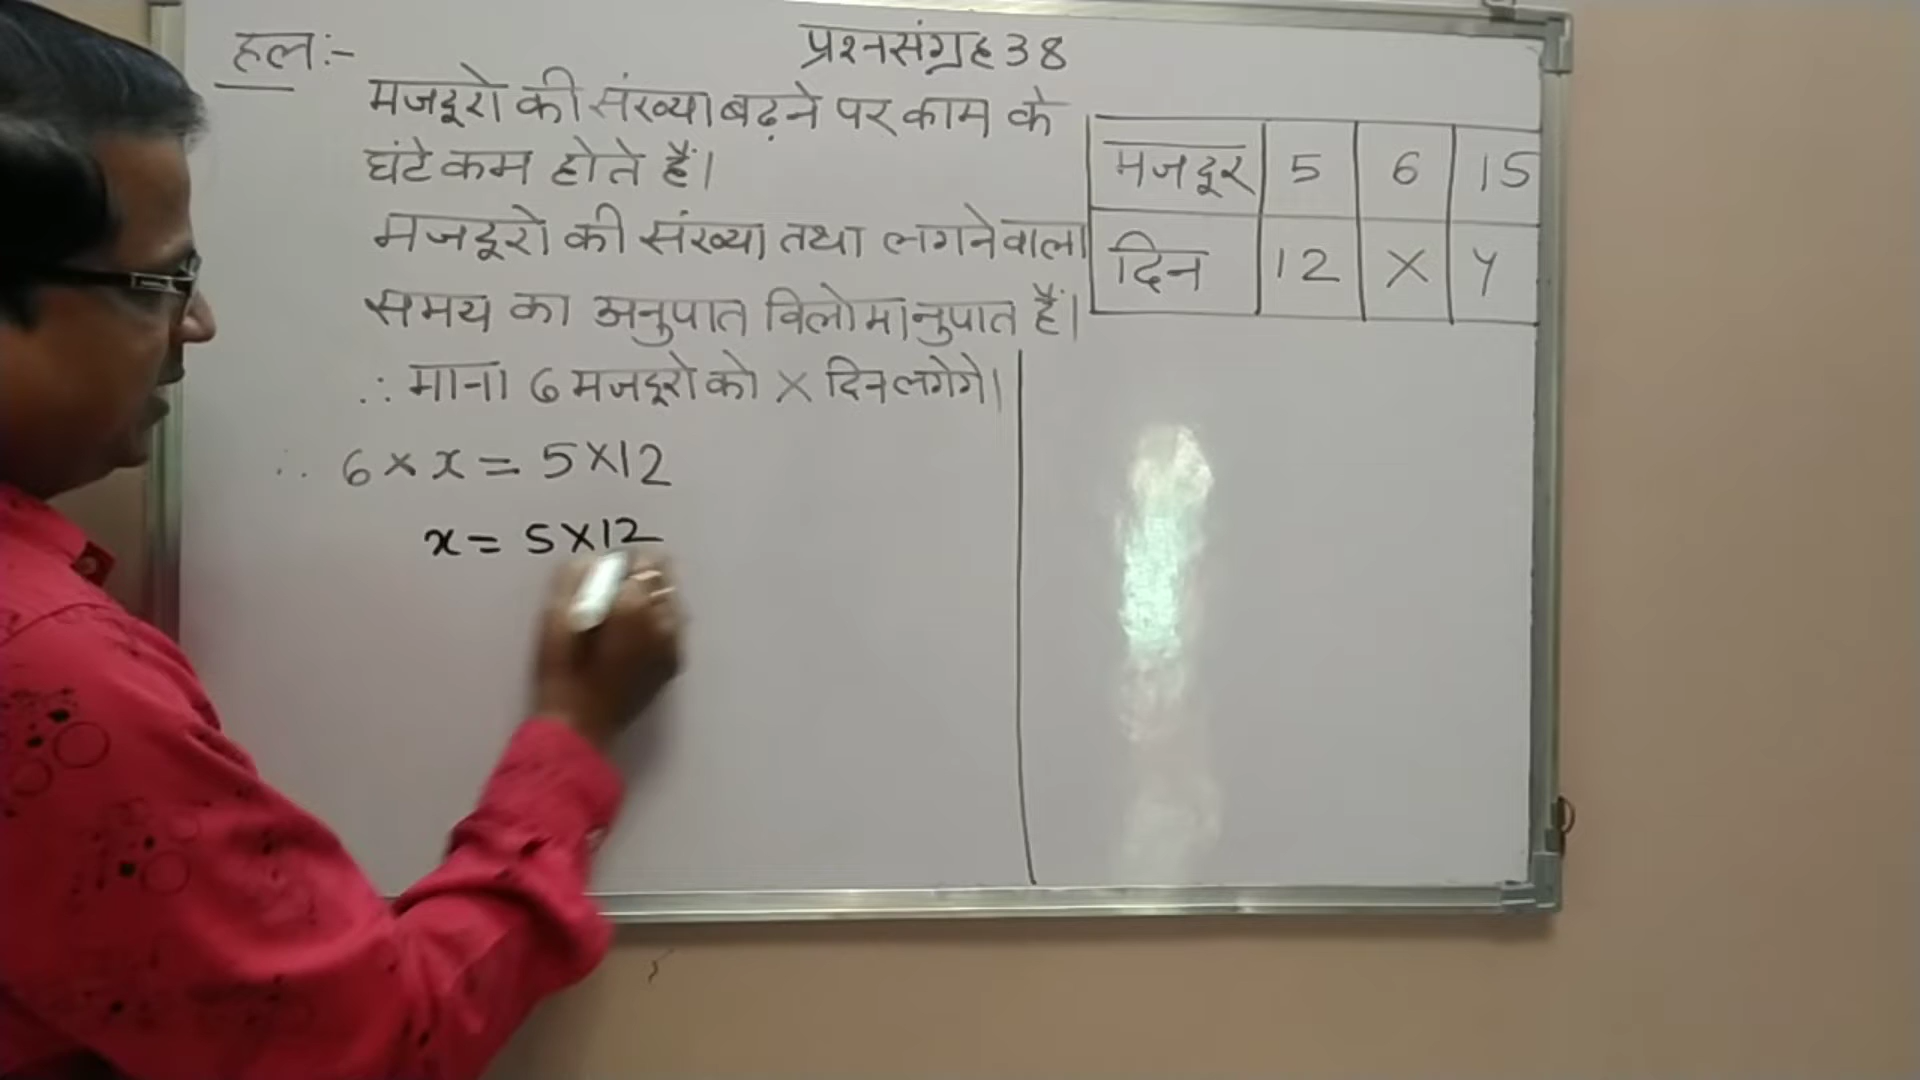 हल:-
प्रश्नसंग्रह 38
मजदूरो की संख्या बढ़ने पर काम के
घंटे कम होते हैं।
मजदूरो की संख्या तथा लगनेवाला
समय का अनुपात विलोमानुपात हैं।
∴ माना 6 मजदूरो को X दिन लगेगे।
∴ 6 × x = 5×12
x = 5×12
मजदूर 5 6 15
दिन 12 X Y